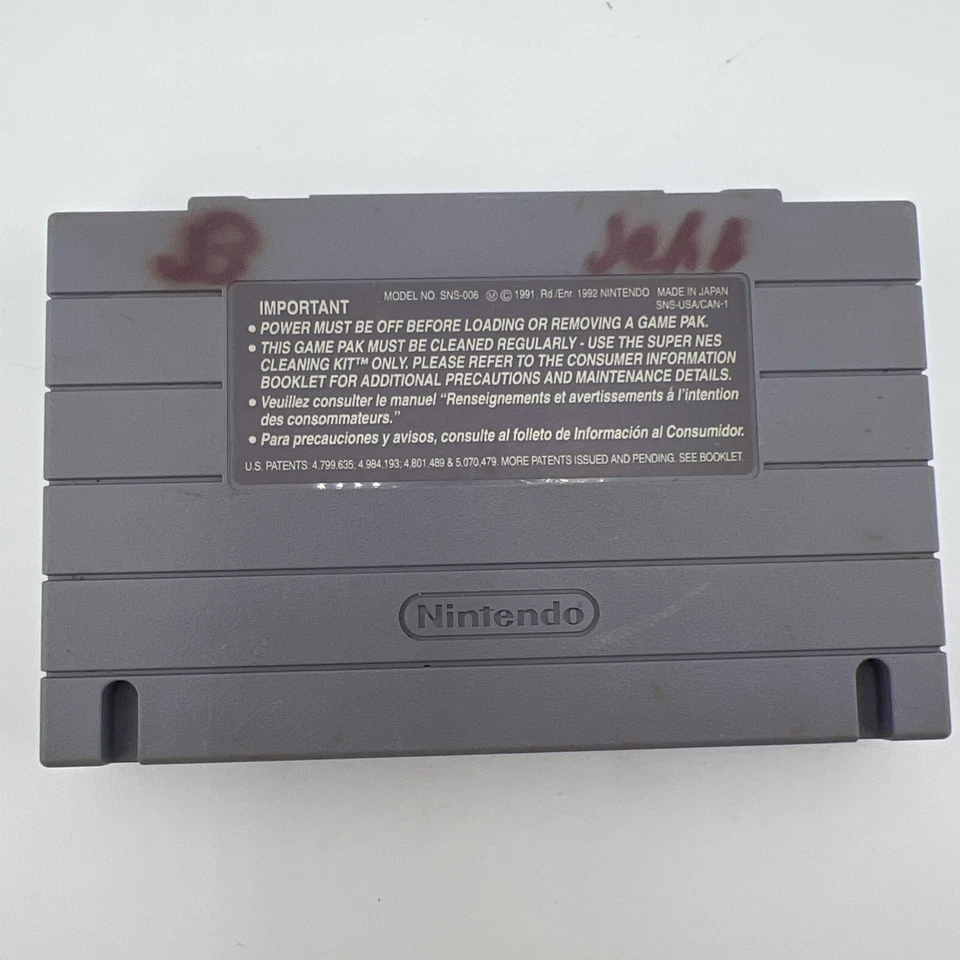 JB
MODEL NO. SNS-006 Ⓜ © 1991 Rd./Enr. 1992 NINTENDO MADE IN JAPAN
IMPORTANT SNS-USA/CAN-1
• POWER MUST BE OFF BEFORE LOADING OR REMOVING A GAME PAK.
• THIS GAME PAK MUST BE CLEANED REGULARLY - USE THE SUPER NES
CLEANING KIT™ ONLY. PLEASE REFER TO THE CONSUMER INFORMATION
BOOKLET FOR ADDITIONAL PRECAUTIONS AND MAINTENANCE DETAILS.
• Veuillez consulter le manuel “Renseignements et avertissements à l’intention
des consommateurs.”
• Para precauciones y avisos, consulte al folleto de Información al Consumidor.
U.S. PATENTS: 4,799,635; 4,984,193; 4,801,489 & 5,070,479. MORE PATENTS ISSUED AND PENDING. SEE BOOKLET.
Nintendo